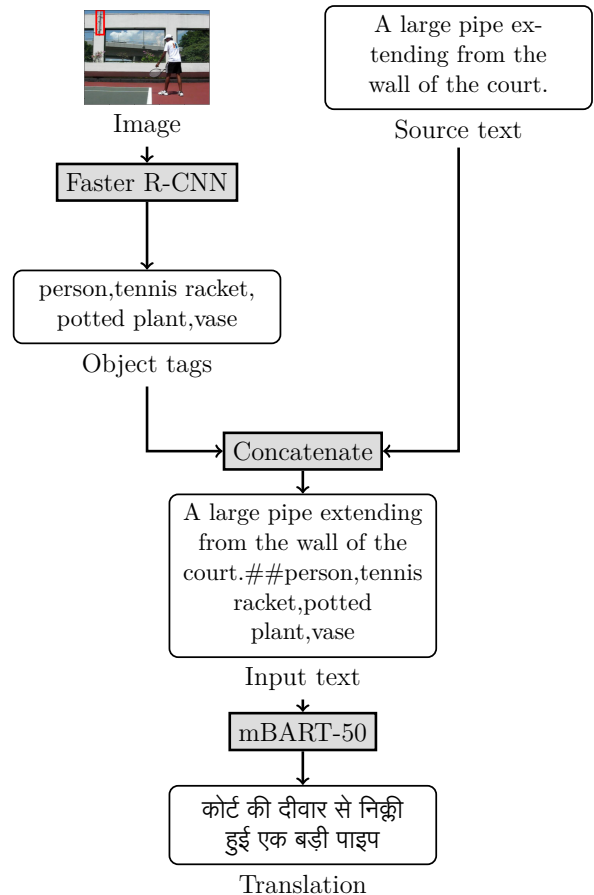 A large pipe ex-
tending from the
wall of the court.
Image
Source text
Faster R-CNN
person,tennis racket,
potted plant,vase
Object tags
Concatenate
A large pipe extending
from the wall of the
court.##person,tennis
racket,potted
plant,vase
Input text
mBART-50
कोर्ट की दीवार से निक्ली
हुई एक बड़ी पाइप
Translation